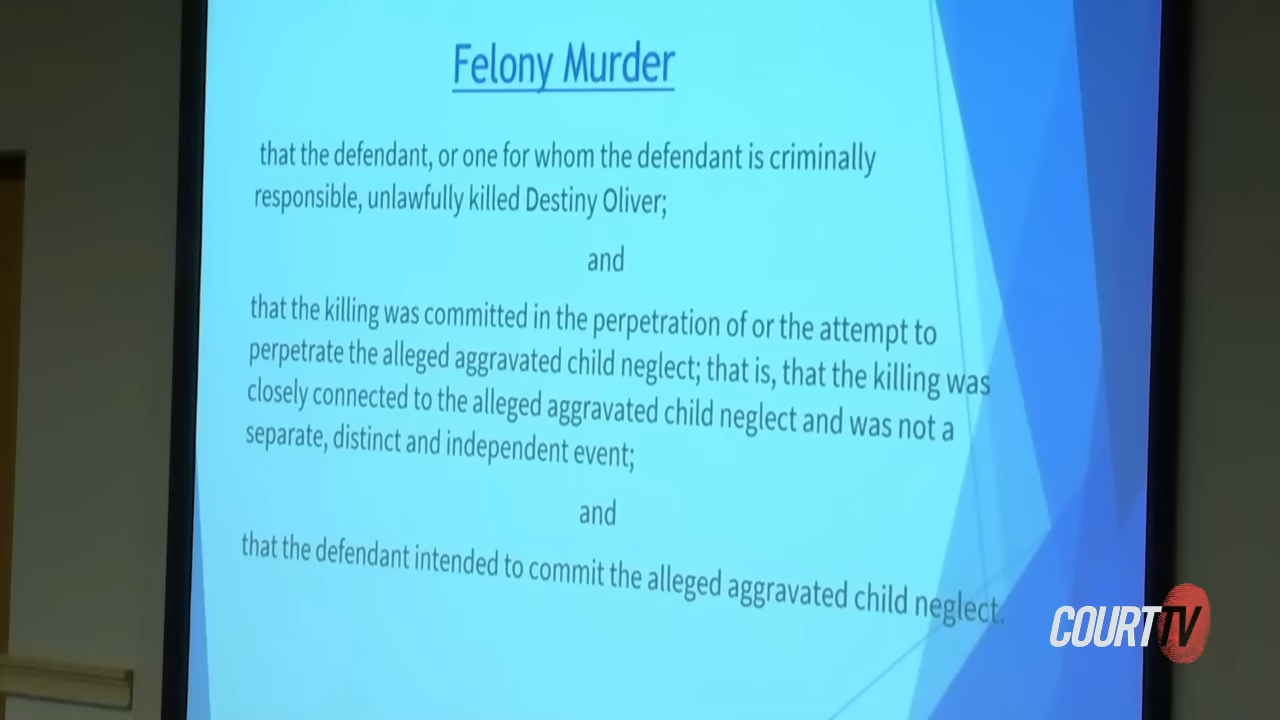 Felony Murder
that the defendant, or one for whom the defendant is criminally
responsible, unlawfully killed Destiny Oliver;
and
that the killing was committed in the perpetration of or the attempt to
perpetrate the alleged aggravated child neglect; that is, that the killing was
closely connected to the alleged aggravated child neglect and was not a
separate, distinct and independent event;
and
that the defendant intended to commit the alleged aggravated child neglect.
COURT TV